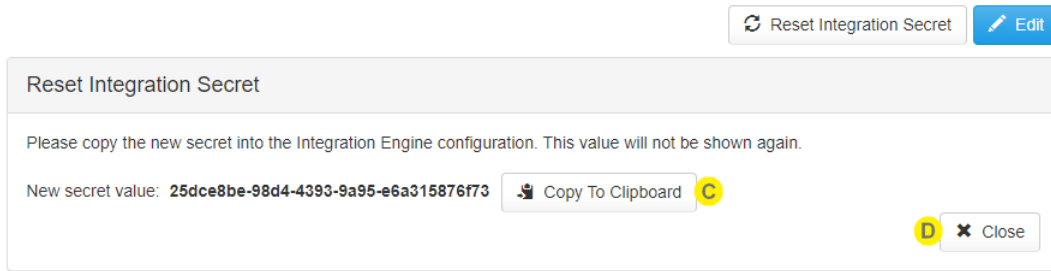 Reset Integration Secret Edit
Reset Integration Secret
Please copy the new secret into the Integration Engine configuration. This value will not be shown again.
New secret value: 25dce8be-98d4-4393-9a95-e6a315876f73 Copy To Clipboard C
D Close